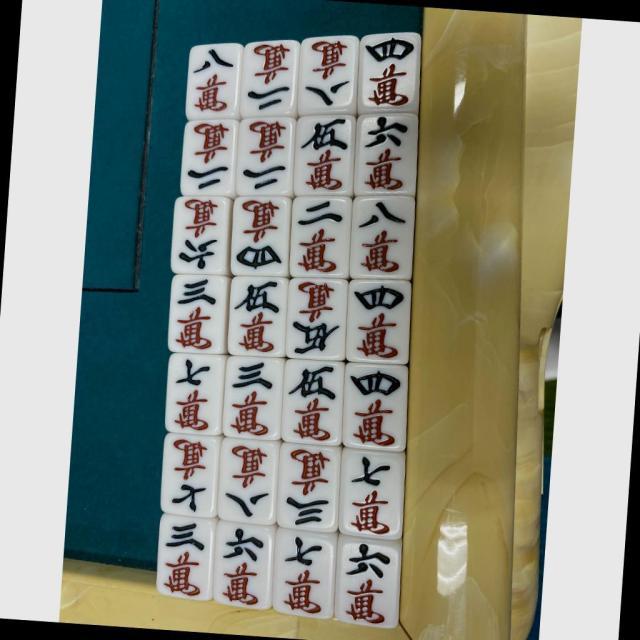 八萬 二萬 八萬 四萬
二萬 二萬 伍萬 六萬
六萬 四萬 二萬 八萬
三萬 伍萬 伍萬 四萬
七萬 三萬 伍萬 四萬
七萬 八萬 三萬 七萬
三萬 六萬 七萬 六萬